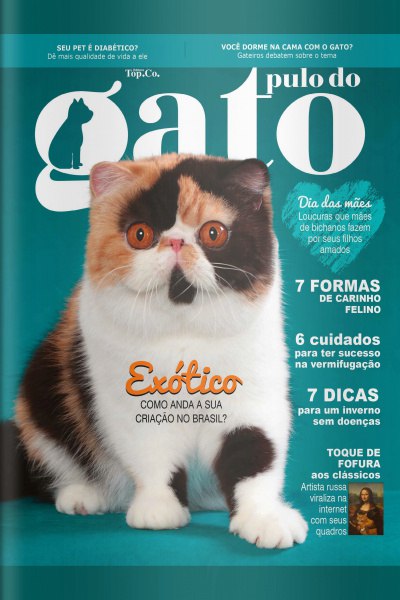 SEU PET É DIABÉTICO?
Dê mais qualidade de vida a ele
VOCÊ DORME NA CAMA COM O GATO?
Gateiros debatem sobre o tema
Top.Co.
pulo do
gato
Dia das mães
Loucuras que mães
de bichanos fazem
por seus filhos
amados
7 FORMAS
DE CARINHO
FELINO
6 cuidados
para ter sucesso
na vermifugação
7 DICAS
para um inverno
sem doenças
TOQUE DE
FOFURA
aos clássicos
Artista russa
viraliza na
internet
com seus
quadros
Exótico
COMO ANDA A SUA
CRIAÇÃO NO BRASIL?